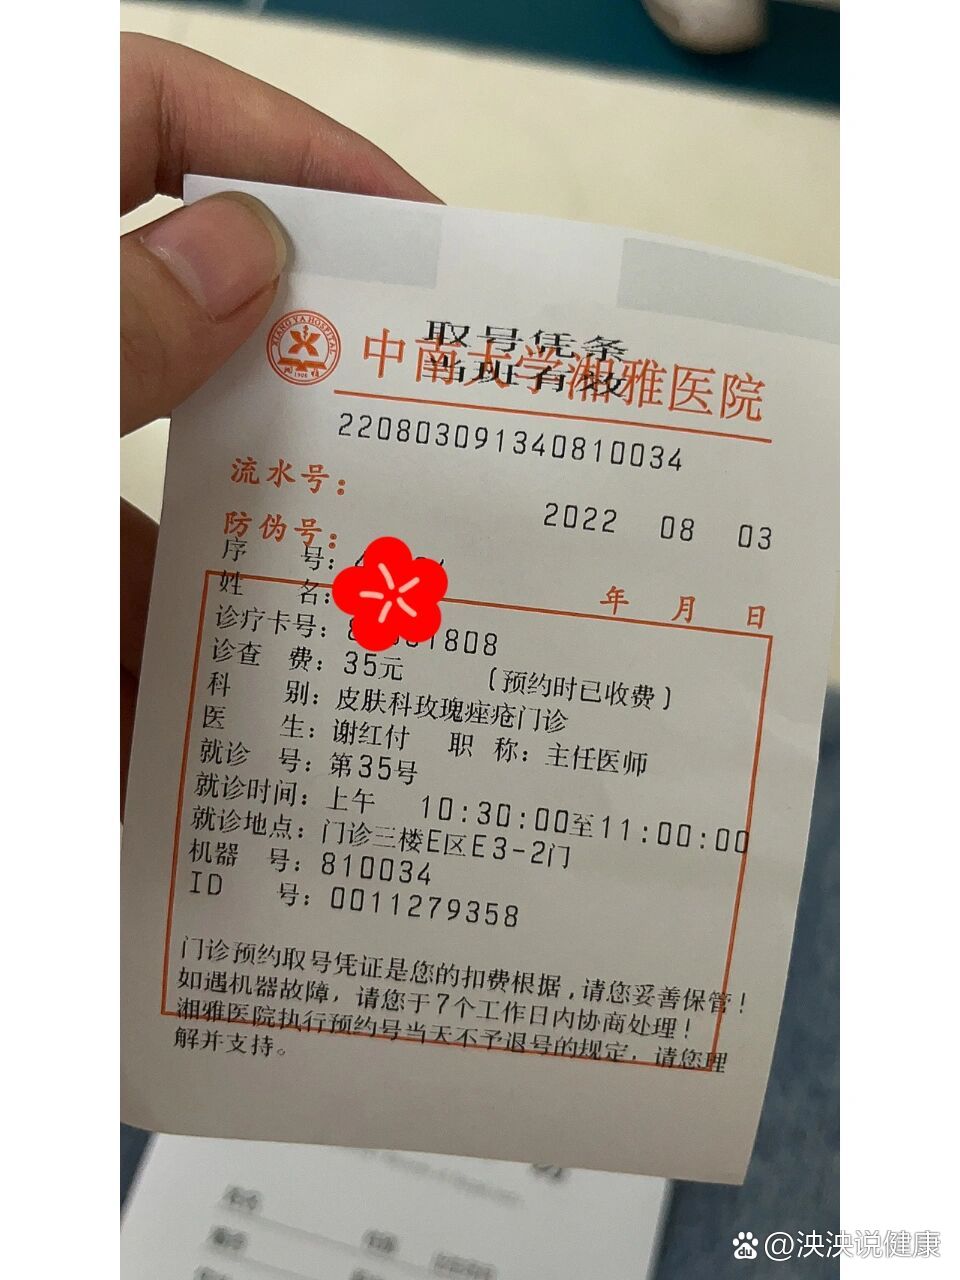 XIANGYA HOSPITAL
1906
取号凭条
中南大学湘雅医院
当班有效
220803091340810034
流水号：
2022 08 03
防伪号：
序 号：
年 月 日
姓 名：
诊疗卡号：1808
诊查 费：35元 （预约时已收费）
科 别：皮肤科玫瑰痤疮门诊
医 生：谢红付 职 称：主任医师
就诊 号：第35号
就诊时间：上午 10:30:00至11:00:00
就诊地点：门诊三楼E区E3-2门
机器 号：810034
ID 号：0011279358
门诊预约取号凭证是您的扣费根据，请您妥善保管！
如遇机器故障，请您于7个工作日内协商处理！
湘雅医院执行预约号当天不予退号的规定，请您理
解并支持。
@泱泱说健康